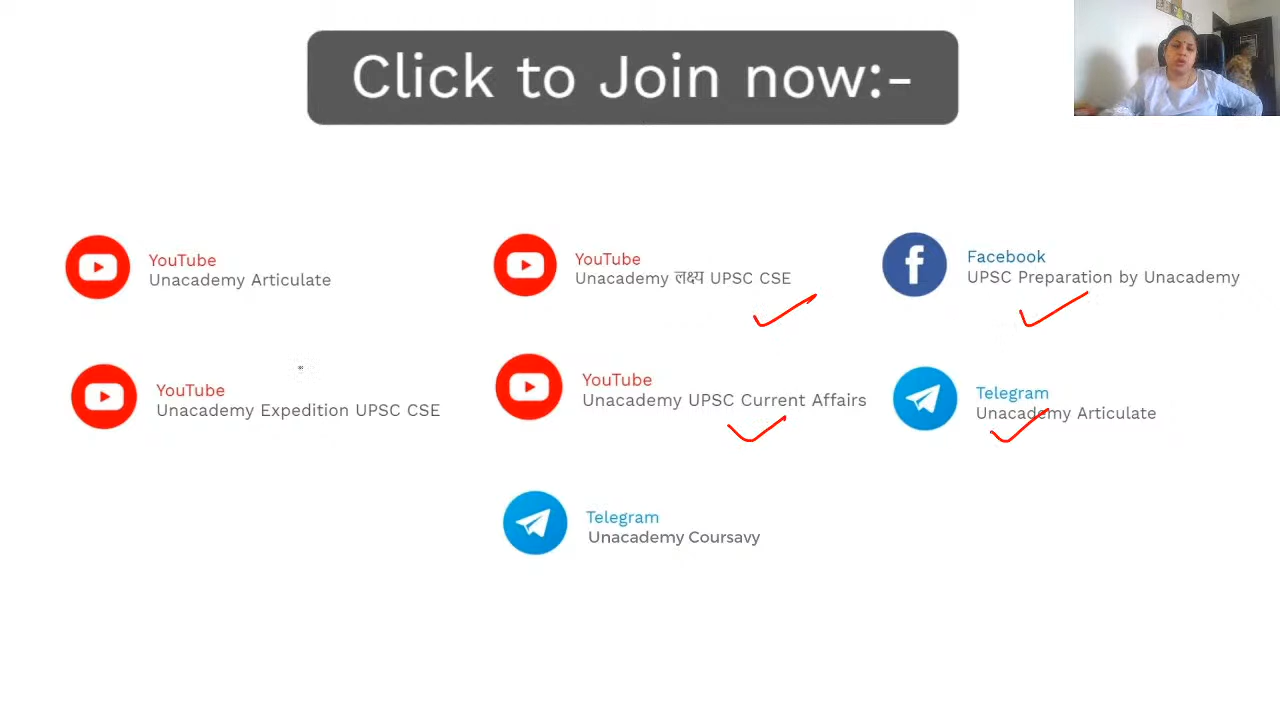 Click to Join now:-
YouTube
Unacademy Articulate
YouTube
Unacademy लक्ष्य UPSC CSE
Facebook
UPSC Preparation by Unacademy
YouTube
Unacademy Expedition UPSC CSE
YouTube
Unacademy UPSC Current Affairs
Telegram
Unacademy Articulate
Telegram
Unacademy Coursavy